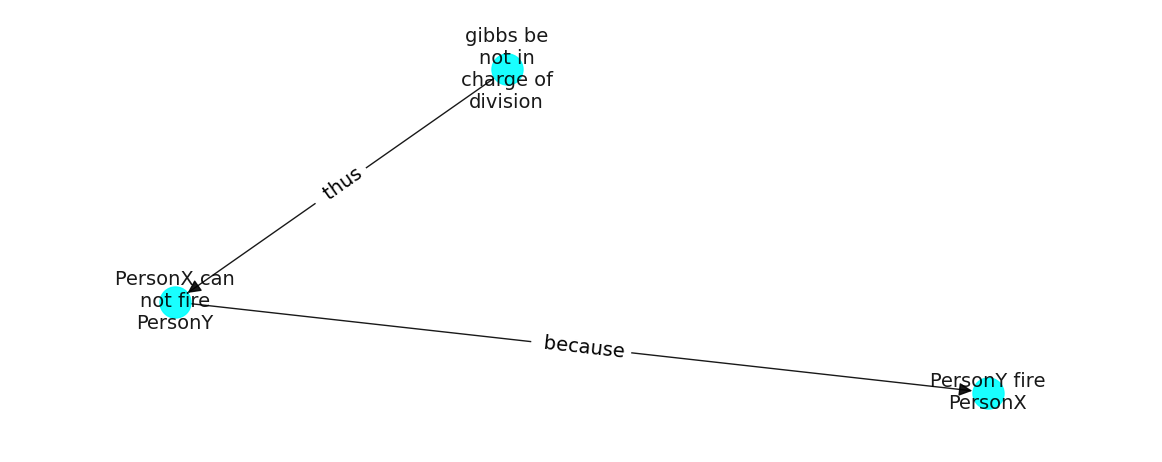 gibbs be
not in
charge of
division
thus
PersonX can
not fire
PersonY
because
PersonY fire
PersonX